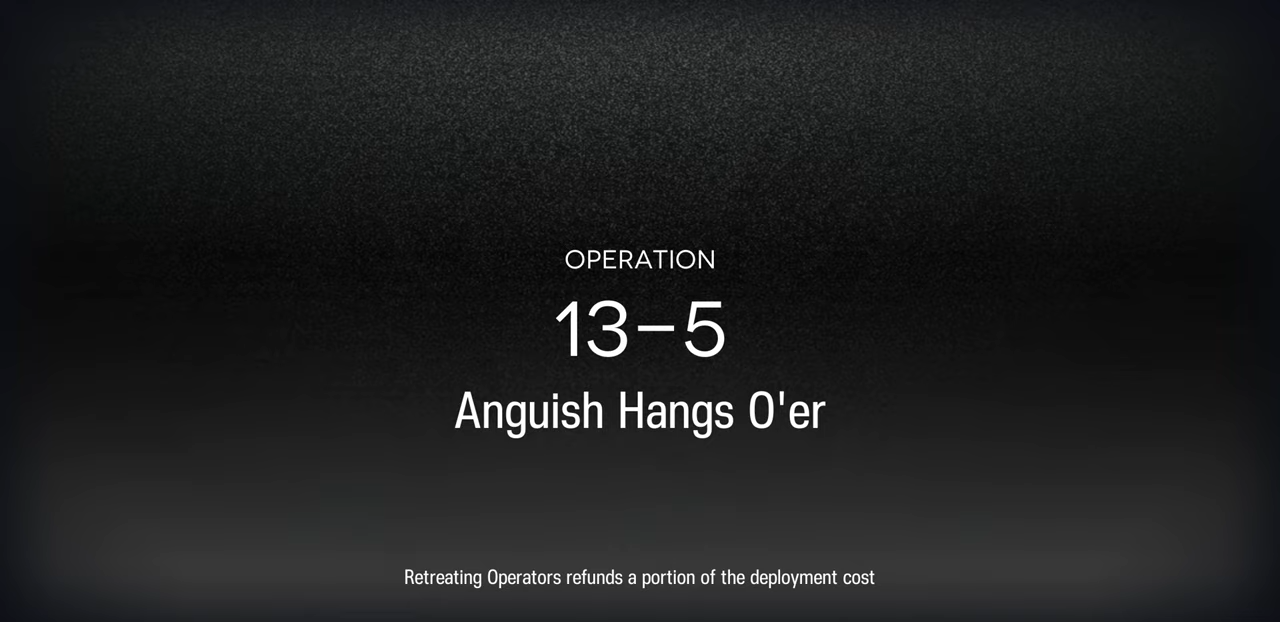 OPERATION
13-5
Anguish Hangs O'er
Retreating Operators refunds a portion of the deployment cost